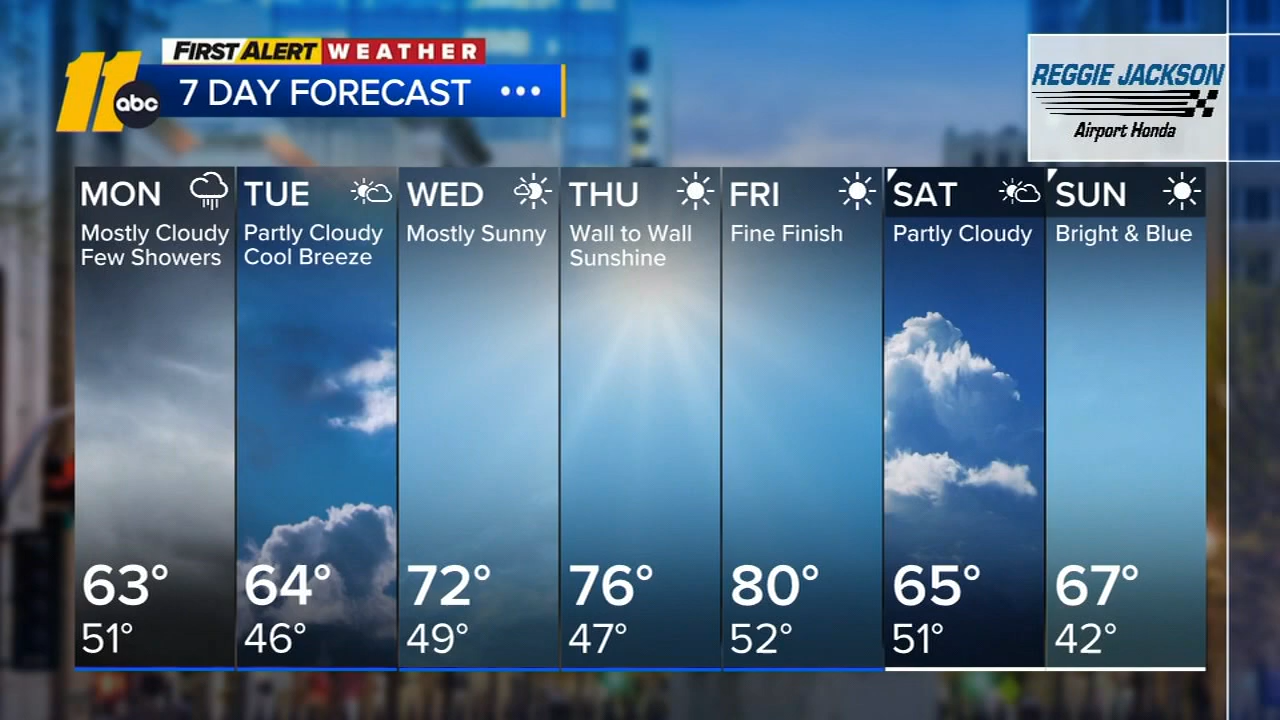 FIRST ALERT WEATHER
11 abc 7 DAY FORECAST
REGGIE JACKSON
Airport Honda
MON
Mostly Cloudy
Few Showers
63°
51°
TUE
Partly Cloudy
Cool Breeze
64°
46°
WED
Mostly Sunny
72°
49°
THU
Wall to Wall
Sunshine
76°
47°
FRI
Fine Finish
80°
52°
SAT
Partly Cloudy
65°
51°
SUN
Bright & Blue
67°
42°